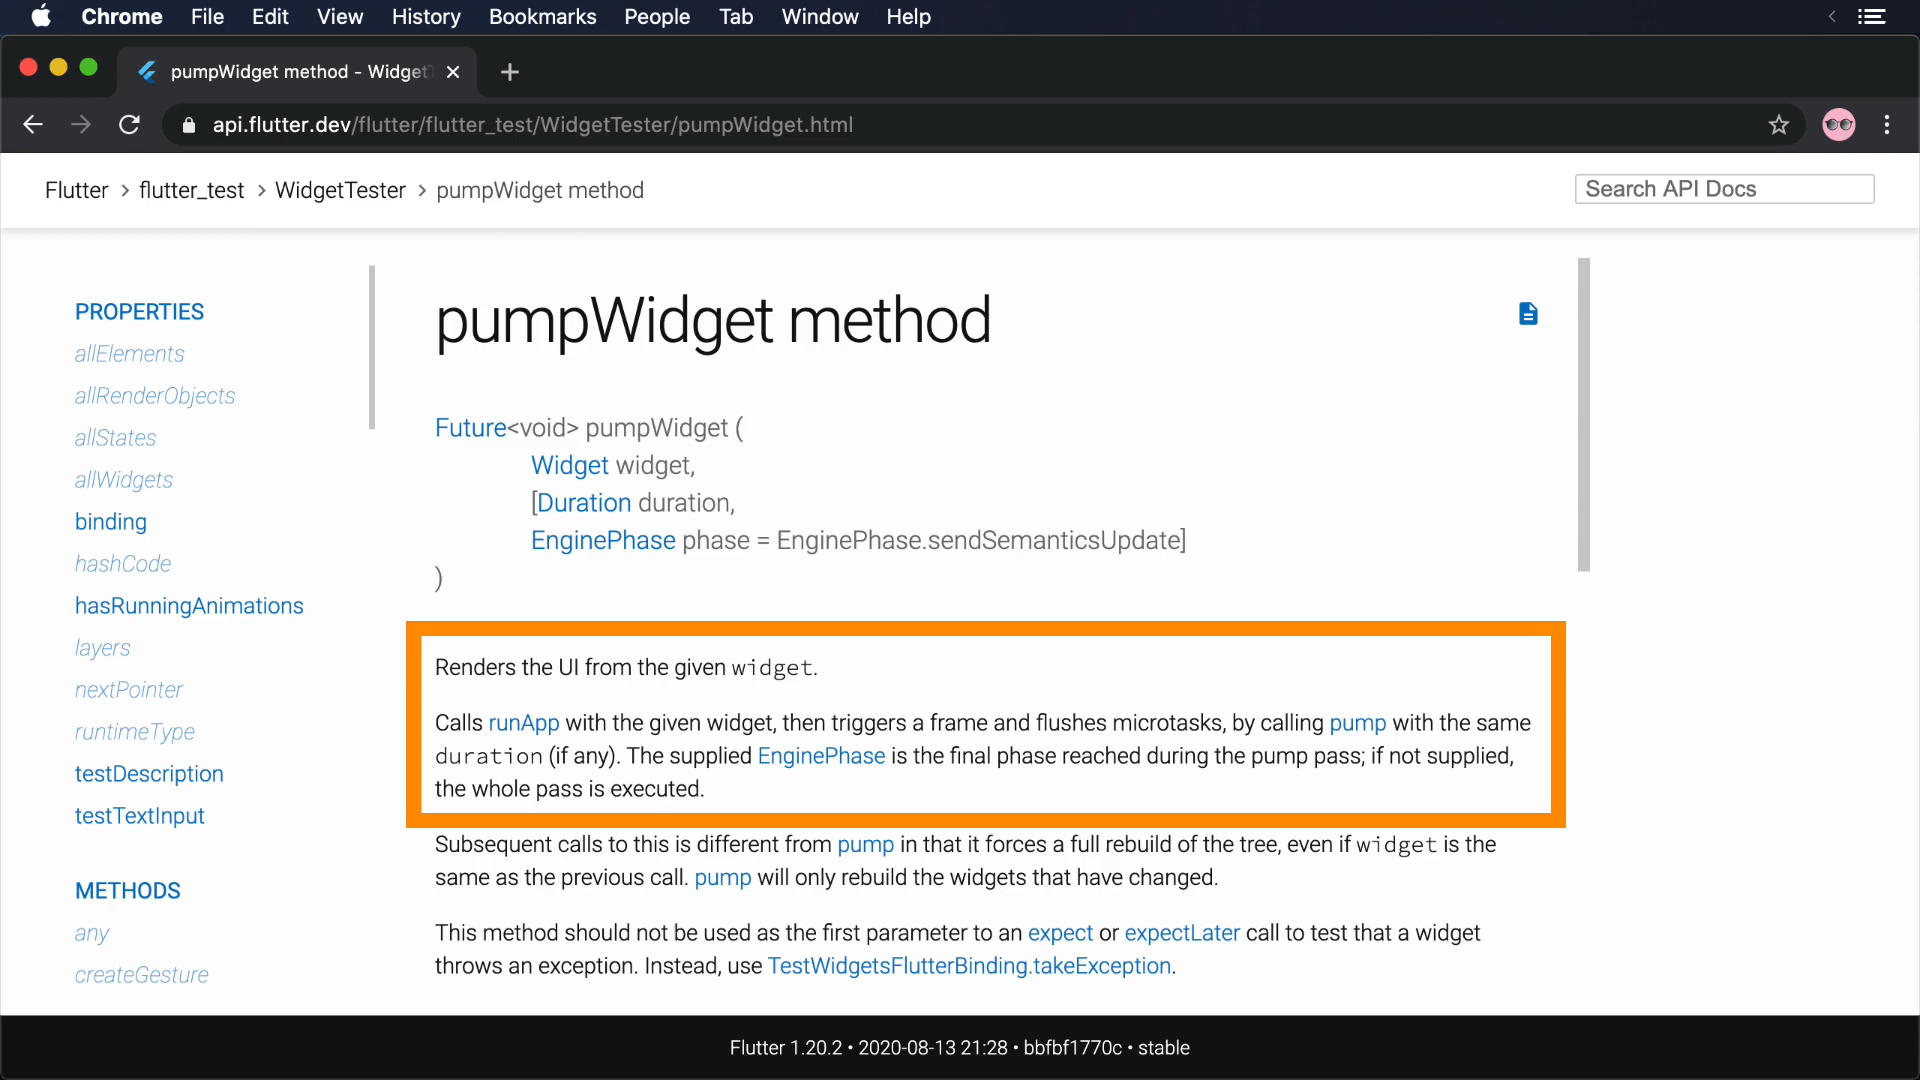 Chrome File Edit View History Bookmarks People Tab Window Help
pumpWidget method - Widget
api.flutter.dev/flutter/flutter_test/WidgetTester/pumpWidget.html
Flutter > flutter_test > WidgetTester > pumpWidget method
Search API Docs
PROPERTIES
allElements
allRenderObjects
allStates
allWidgets
binding
hashCode
hasRunningAnimations
layers
nextPointer
runtimeType
testDescription
testTextInput
METHODS
any
createGesture
pumpWidget method
Future<void> pumpWidget (
Widget widget,
[Duration duration,
EnginePhase phase = EnginePhase.sendSemanticsUpdate]
)
Renders the UI from the given widget.
Calls runApp with the given widget, then triggers a frame and flushes microtasks, by calling pump with the same
duration (if any). The supplied EnginePhase is the final phase reached during the pump pass; if not supplied,
the whole pass is executed.
Subsequent calls to this is different from pump in that it forces a full rebuild of the tree, even if widget is the
same as the previous call. pump will only rebuild the widgets that have changed.
This method should not be used as the first parameter to an expect or expectLater call to test that a widget
throws an exception. Instead, use TestWidgetsFlutterBinding.takeException.
Flutter 1.20.2 • 2020-08-13 21:28 • bbfbf1770c • stable